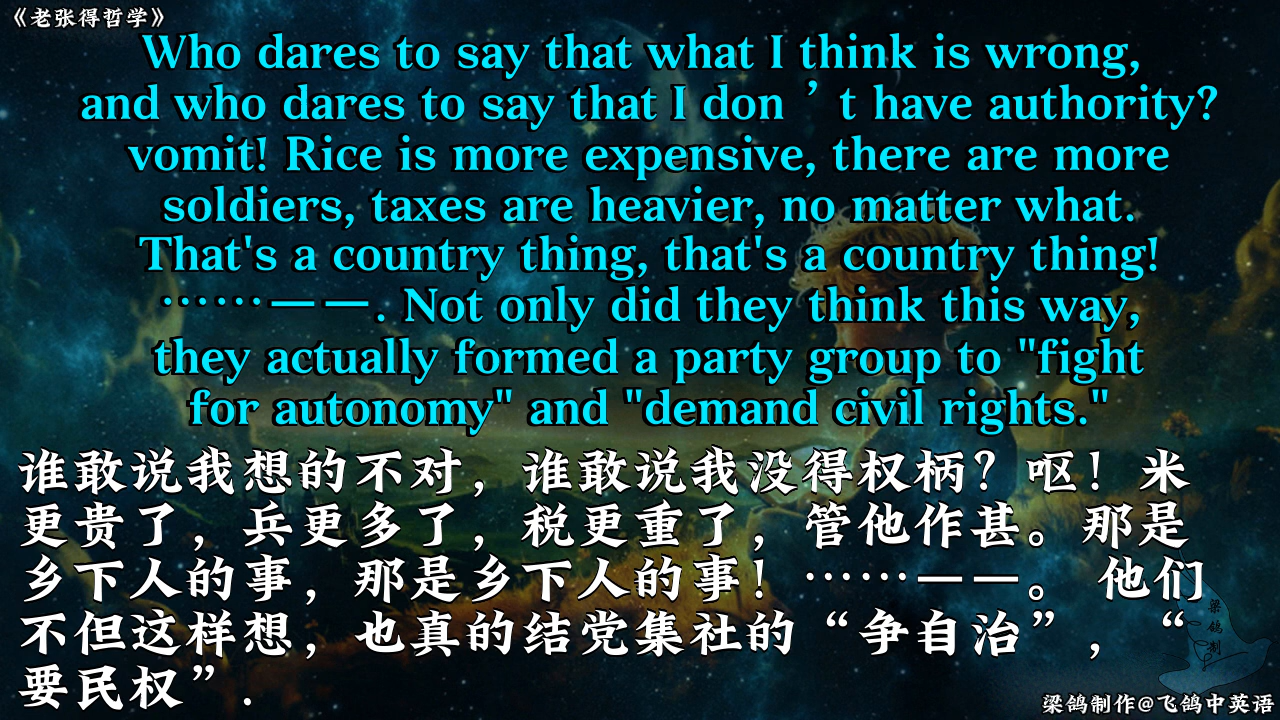 《老张得哲学》
Who dares to say that what I think is wrong,
and who dares to say that I don ’ t have authority?
vomit! Rice is more expensive, there are more
soldiers, taxes are heavier, no matter what.
That's a country thing, that's a country thing!
……——. Not only did they think this way,
they actually formed a party group to "fight
for autonomy" and "demand civil rights."
谁敢说我想的不对，谁敢说我没得权柄？呕！米
更贵了，兵更多了，税更重了，管他作甚。那是
乡下人的事，那是乡下人的事！……——。 他们
不但这样想，也真的结党集社的“争自治”，“
要民权”.
梁鸽制
梁鸽制作@飞鸽中英语